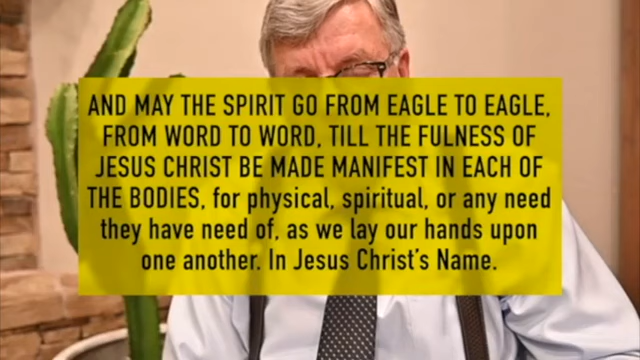 AND MAY THE SPIRIT GO FROM EAGLE TO EAGLE,
FROM WORD TO WORD, TILL THE FULNESS OF
JESUS CHRIST BE MADE MANIFEST IN EACH OF
THE BODIES, for physical, spiritual, or any need
they have need of, as we lay our hands upon
one another. In Jesus Christ's Name.